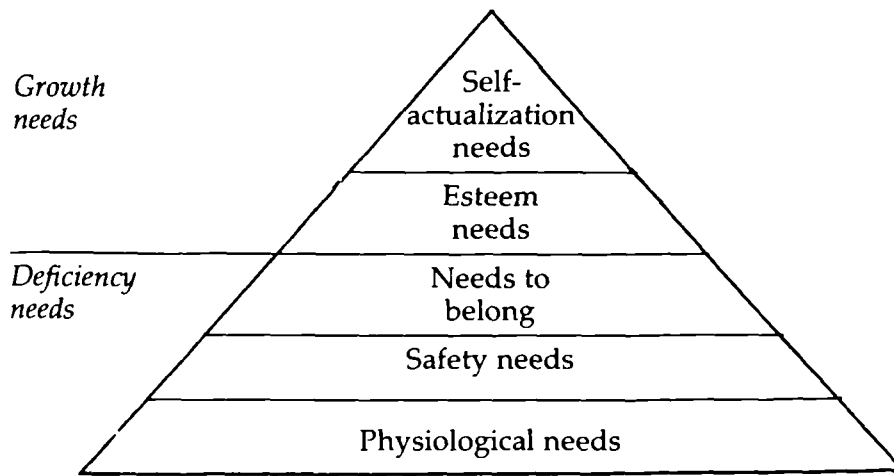 Growth
needs
Self-
actualization
needs
Esteem
needs
Deficiency
needs
Needs to
belong
Safety needs
Physiological needs